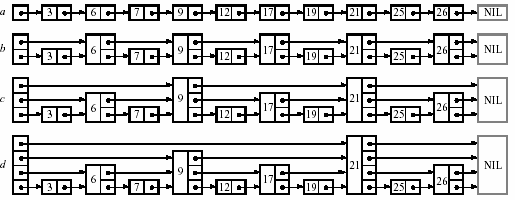 a 3 6 7 9 12 17 19 21 25 26 NIL
b 3 6 7 9 12 17 19 21 25 26 NIL
c 3 6 7 9 12 17 19 21 25 26 NIL
d 3 6 7 9 12 17 19 21 25 26 NIL